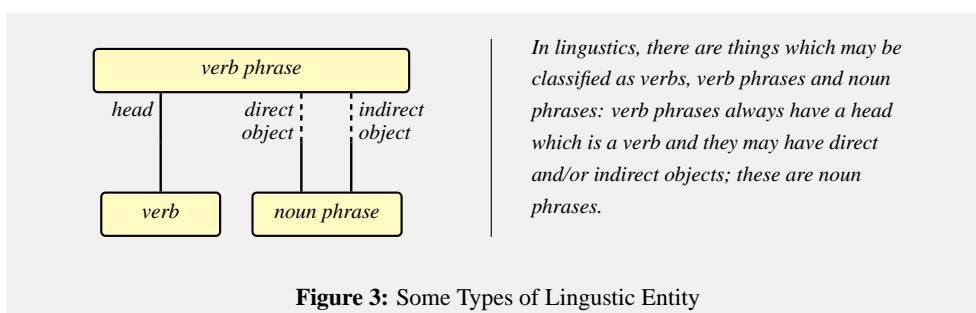 verb phrase
head
direct
object
indirect
object
verb
noun phrase
In lingustics, there are things which may be
classified as verbs, verb phrases and noun
phrases: verb phrases always have a head
which is a verb and they may have direct
and/or indirect objects; these are noun
phrases.
Figure 3: Some Types of Lingustic Entity